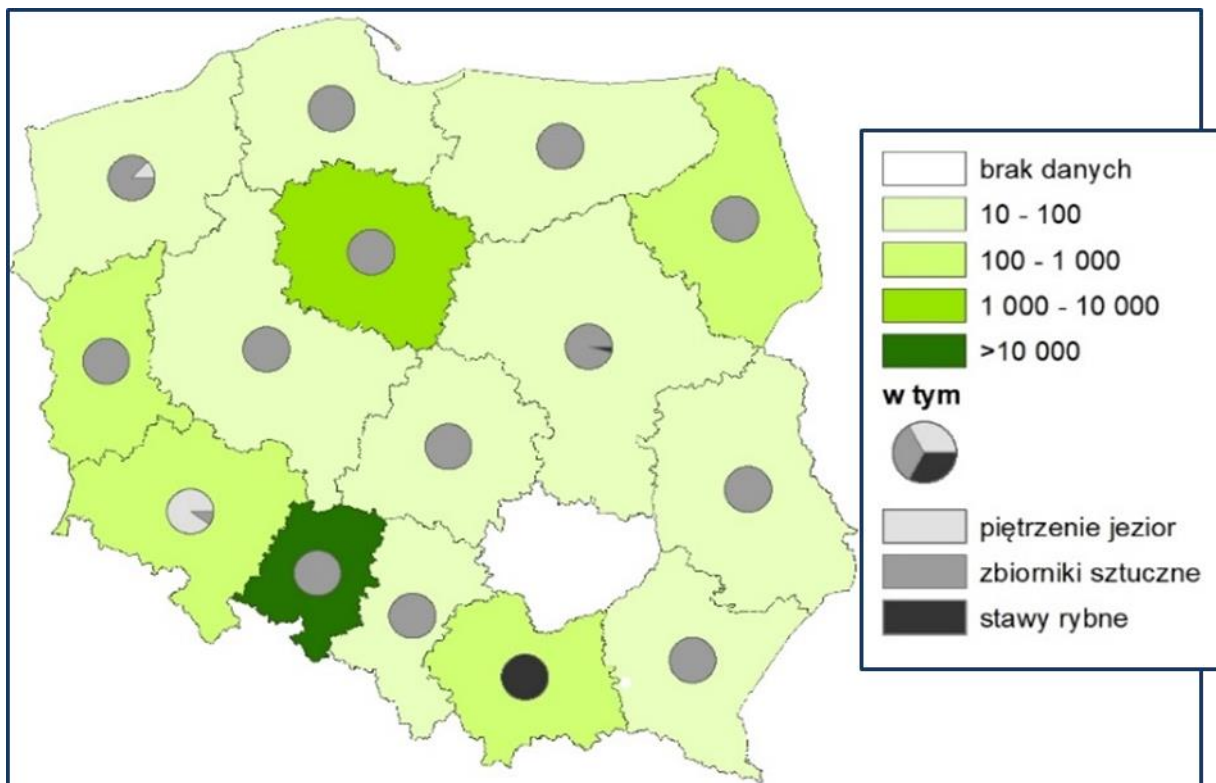 brak danych
10 - 100
100 - 1 000
1 000 - 10 000
>10 000
w tym
piętrzenie jezior
zbiorniki sztuczne
stawy rybne